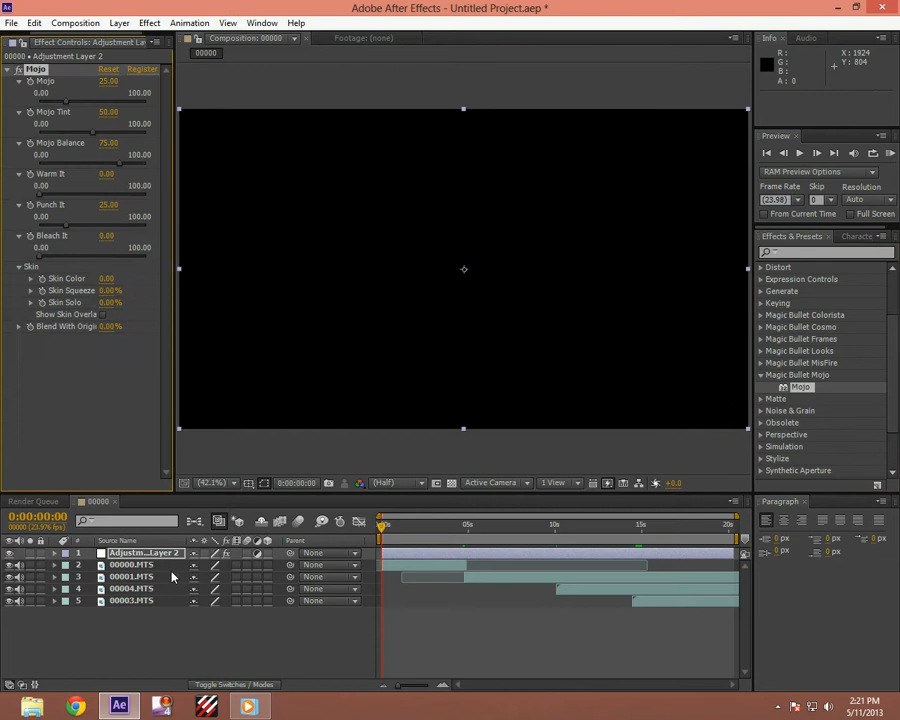 Adobe After Effects - Untitled Project.aep *
File Edit Composition Layer Effect Animation View Window Help
Effect Controls: Adjustment Lay
Composition: 00000
Footage: (none)
Info Audio
00000 • Adjustment Layer 2
00000
X: 1924
Y: 804
R:
G:
B:
A: 0
fx Mojo Reset Register
Mojo 25.00
0.00 100.00
Mojo Tint 50.00
0.00 100.00
Mojo Balance 75.00
0.00 100.00
Warm It 0.00
0.00 100.00
Punch It 25.00
0.00 100.00
Bleach It 0.00
0.00 100.00
Skin
Skin Color 0.00
Skin Squeeze 0.00%
Skin Solo 0.00%
Show Skin Overla
Blend With Origin 0.00%
Preview
RAM Preview Options
Frame Rate Skip Resolution
(23.98) 0 Auto
From Current Time Full Screen
Effects & Presets Characte
Distort
Expression Controls
Generate
Keying
Magic Bullet Colorista
Magic Bullet Cosmo
Magic Bullet Frames
Magic Bullet Looks
Magic Bullet MisFire
Magic Bullet Mojo
Mojo
Matte
Noise & Grain
Obsolete
Perspective
Simulation
Stylize
Synthetic Aperture
(42.1%) 0:00:00:00 (Half) Active Camera 1 View +0.0
Render Queue 00000
0:00:00:00
00000 (23.976 fps)
# Source Name Parent
05s 10s 15s 20s
1 Adjustm...Layer 2 fx None
2 00000.MTS None
3 00001.MTS None
4 00004.MTS None
5 00003.MTS None
Toggle Switches / Modes
Paragraph
0 px 0 px
0 px 0 px
0 px
Ae
2:21 PM
5/11/2013